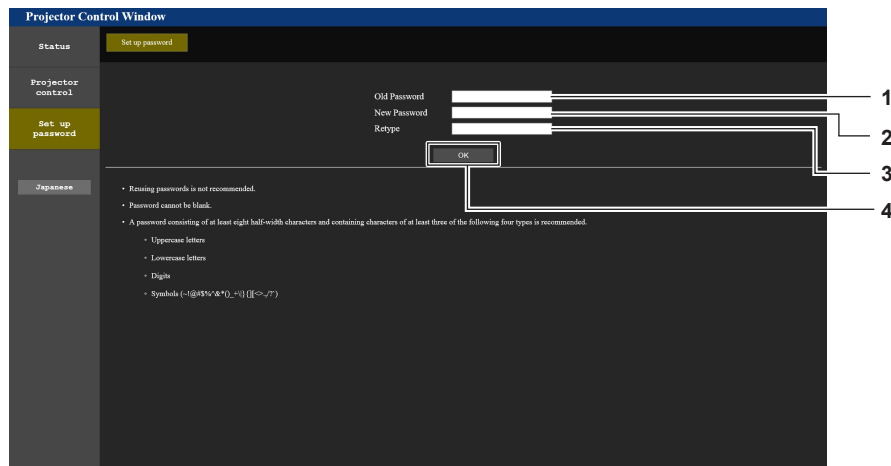 Projector Control Window
Status
Set up password
Projector
control
Set up
password
Japanese
Old Password
New Password
Retype
OK
1
2
3
4
• Reusing passwords is not recommended.
• Password cannot be blank.
• A password consisting of at least eight half-width characters and containing characters of at least three of the following four types is recommended.
◦ Uppercase letters
◦ Lowercase letters
◦ Digits
◦ Symbols (~!@#$%^&*()_+\|}{][<>.,/?`)